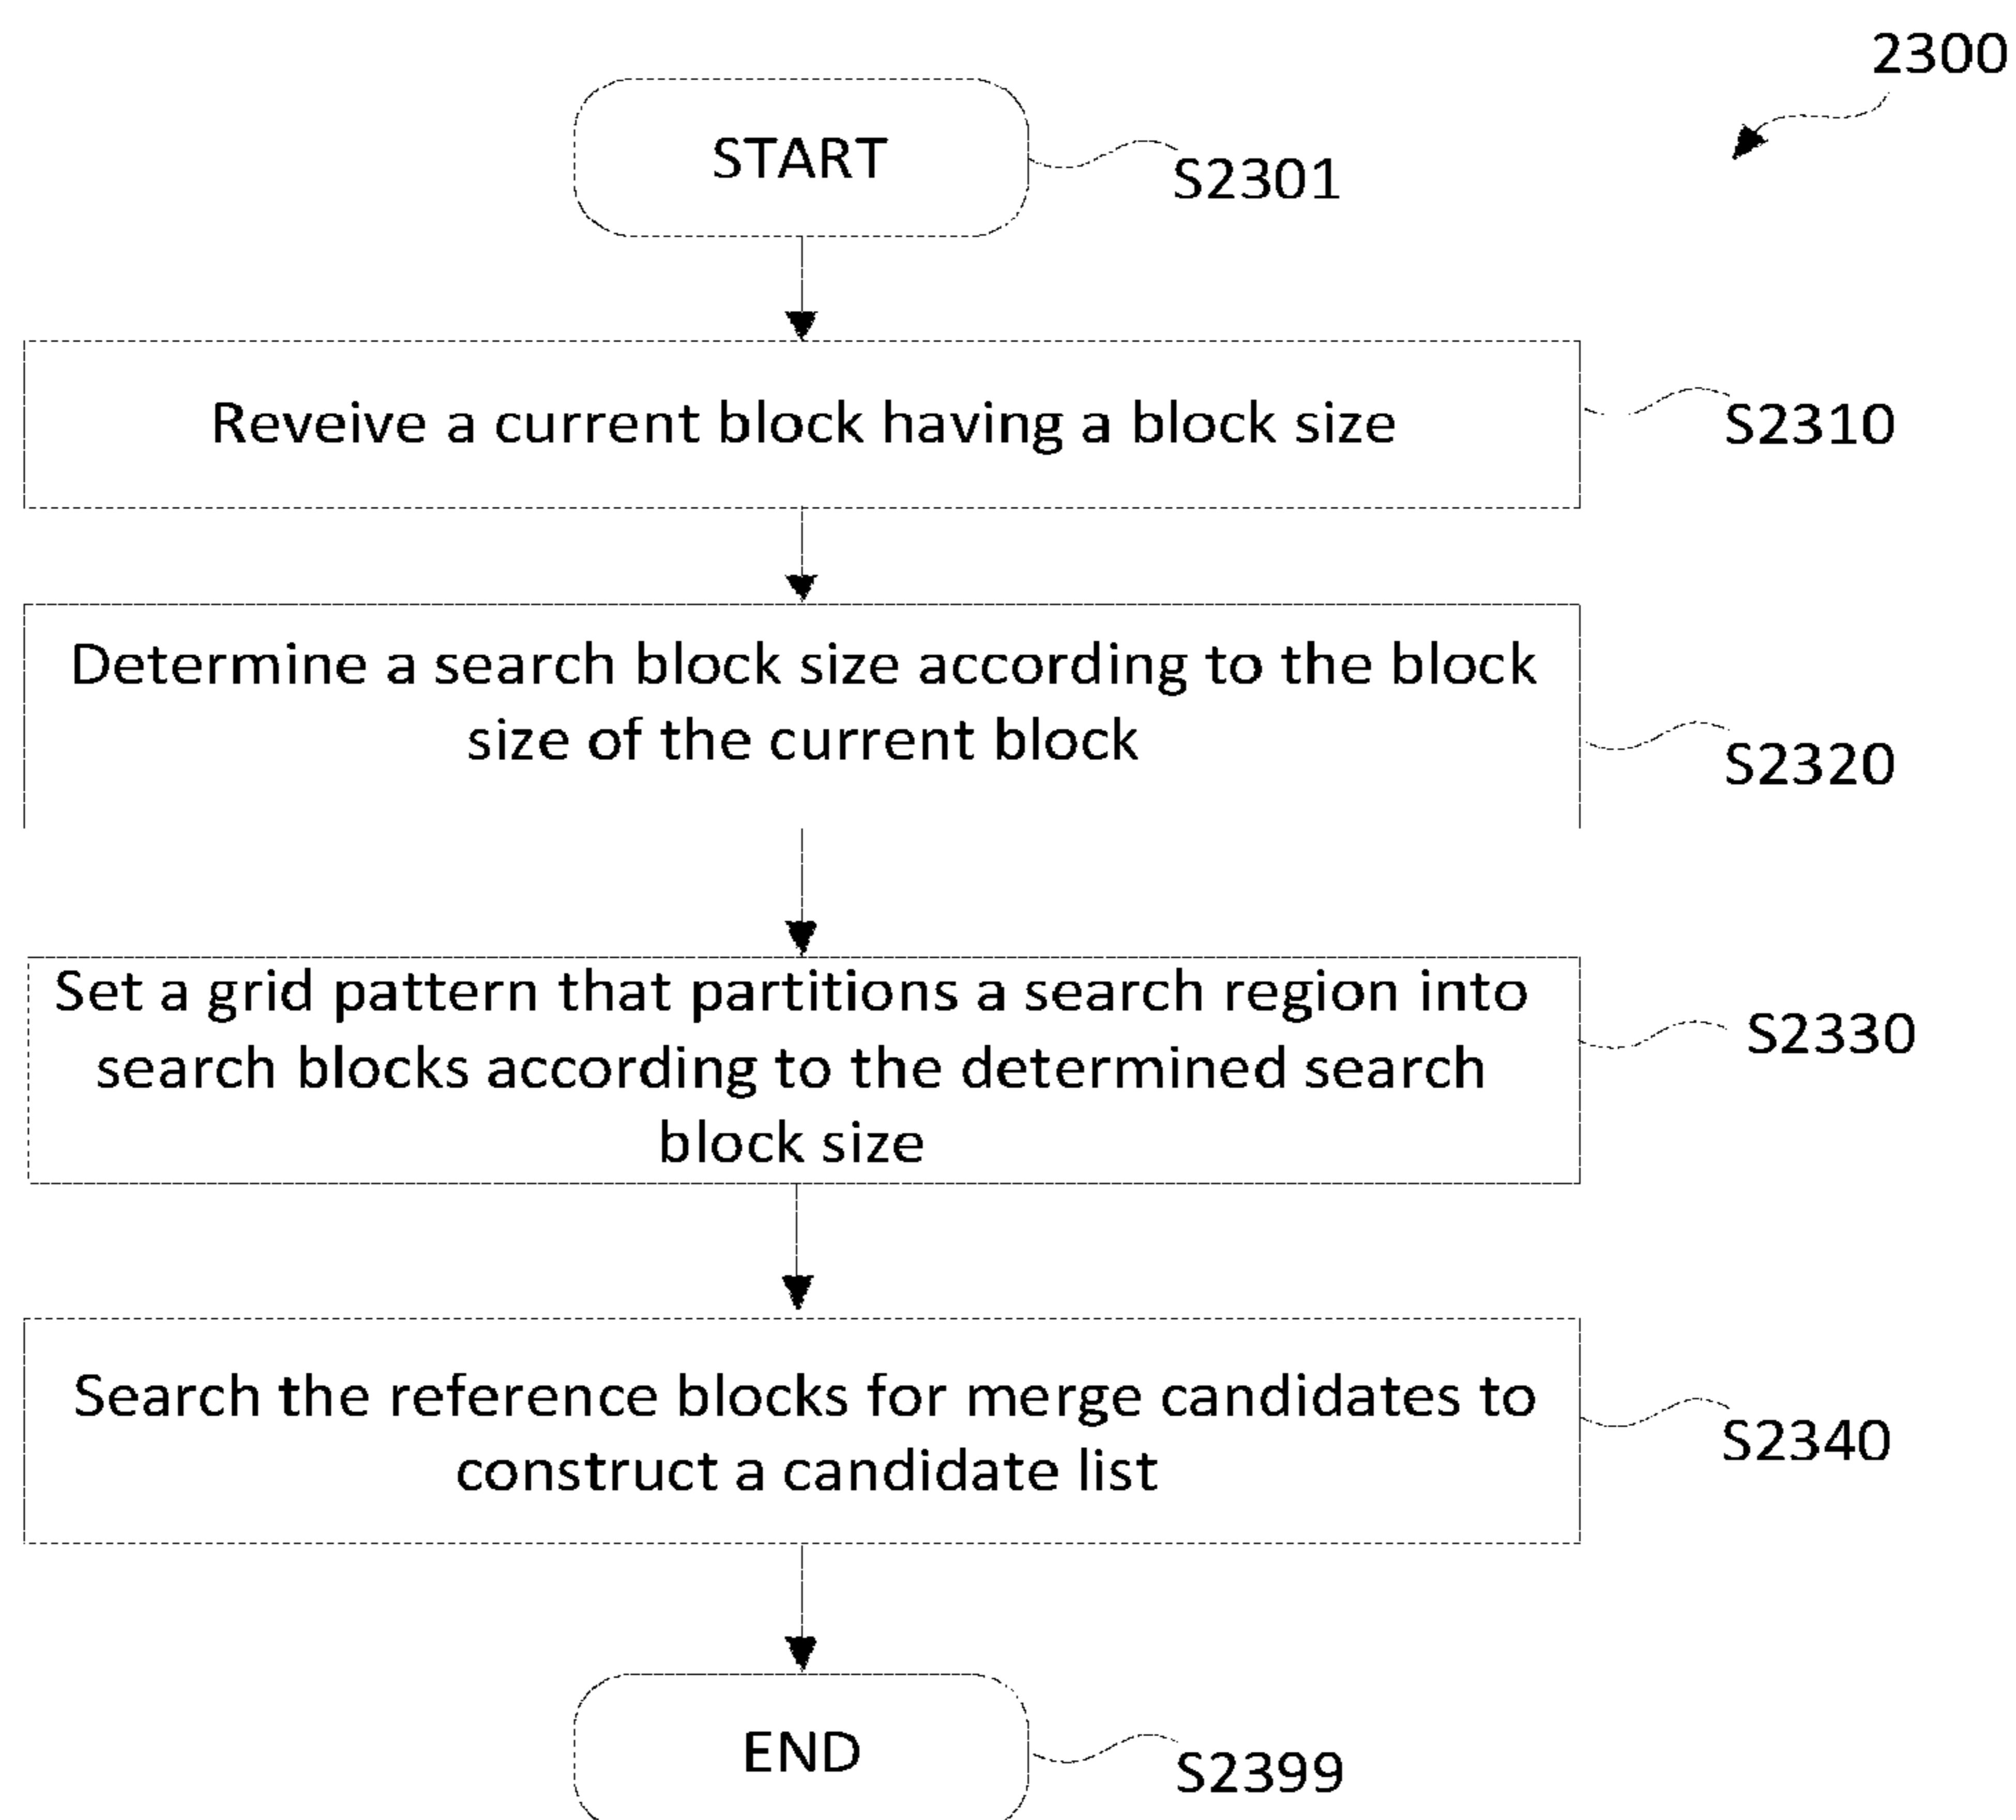 2300
START
S2301
Reveive a current block having a block size
S2310
Determine a search block size according to the block
size of the current block
S2320
Set a grid pattern that partitions a search region into
search blocks according to the determined search
block size
S2330
Search the reference blocks for merge candidates to
construct a candidate list
S2340
END
S2399